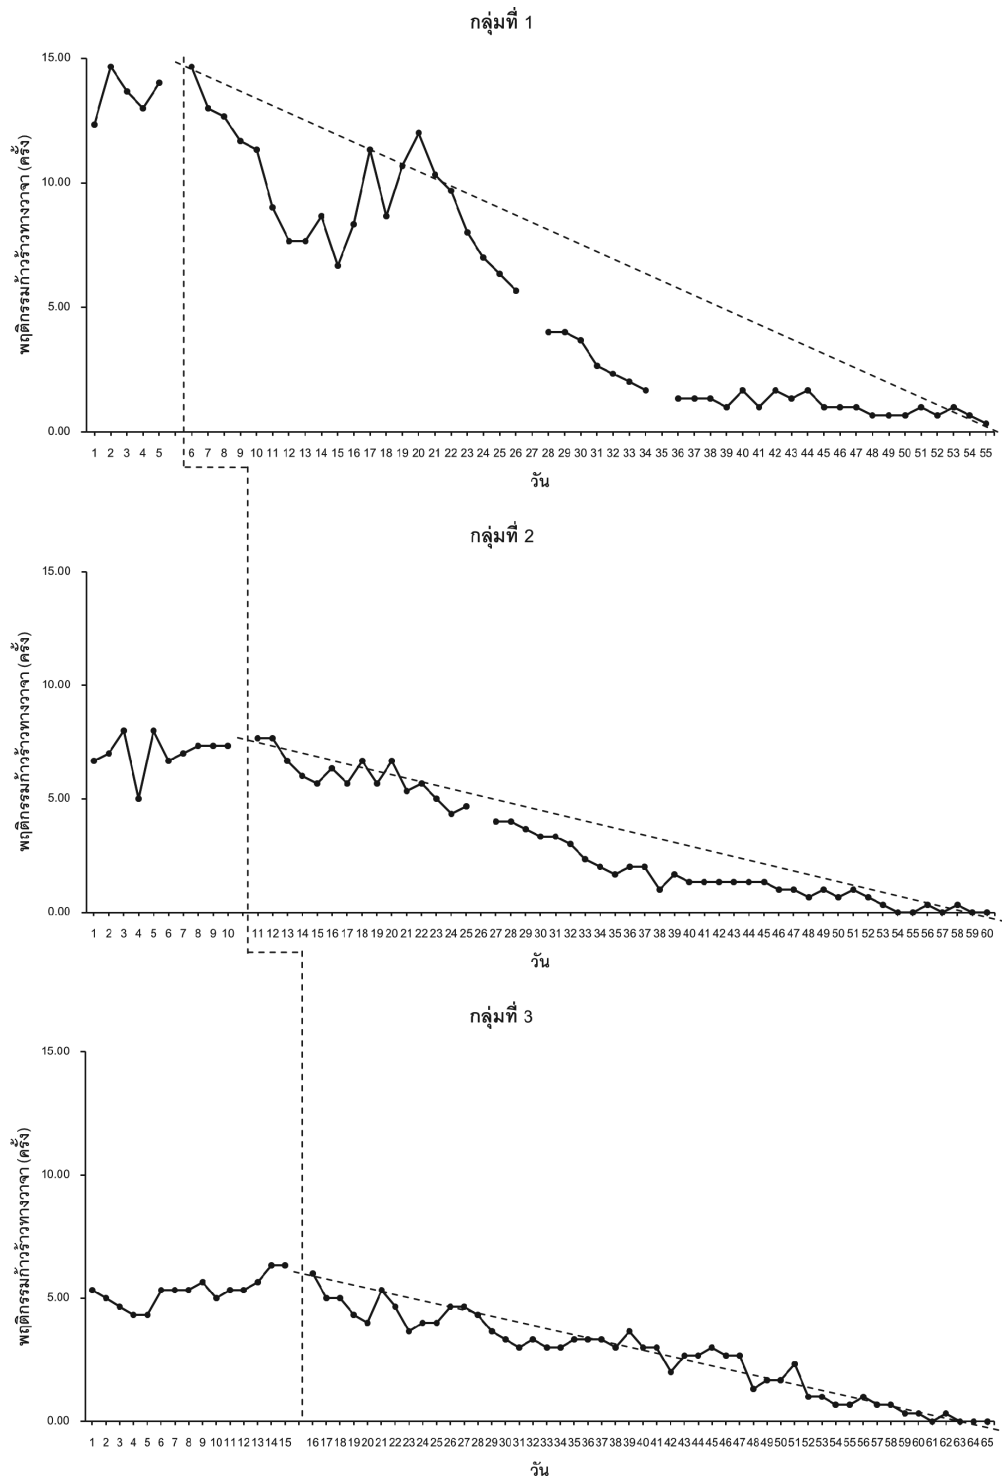 กลุ่มที่ 1
พฤติกรรมก้าวร้าวทางวาจา (ครั้ง)
15.00
10.00
5.00
0.00
1 2 3 4 5 6 7 8 9 10 11 12 13 14 15 16 17 18 19 20 21 22 23 24 25 26 27 28 29 30 31 32 33 34 35 36 37 38 39 40 41 42 43 44 45 46 47 48 49 50 51 52 53 54 55
วัน
กลุ่มที่ 2
พฤติกรรมก้าวร้าวทางวาจา (ครั้ง)
15.00
10.00
5.00
0.00
1 2 3 4 5 6 7 8 9 10 11 12 13 14 15 16 17 18 19 20 21 22 23 24 25 26 27 28 29 30 31 32 33 34 35 36 37 38 39 40 41 42 43 44 45 46 47 48 49 50 51 52 53 54 55 56 57 58 59 60
วัน
กลุ่มที่ 3
พฤติกรรมก้าวร้าวทางวาจา (ครั้ง)
15.00
10.00
5.00
0.00
1 2 3 4 5 6 7 8 9 10 11 12 13 14 15 16 17 18 19 20 21 22 23 24 25 26 27 28 29 30 31 32 33 34 35 36 37 38 39 40 41 42 43 44 45 46 47 48 49 50 51 52 53 54 55 56 57 58 59 60 61 62 63 64 65
วัน